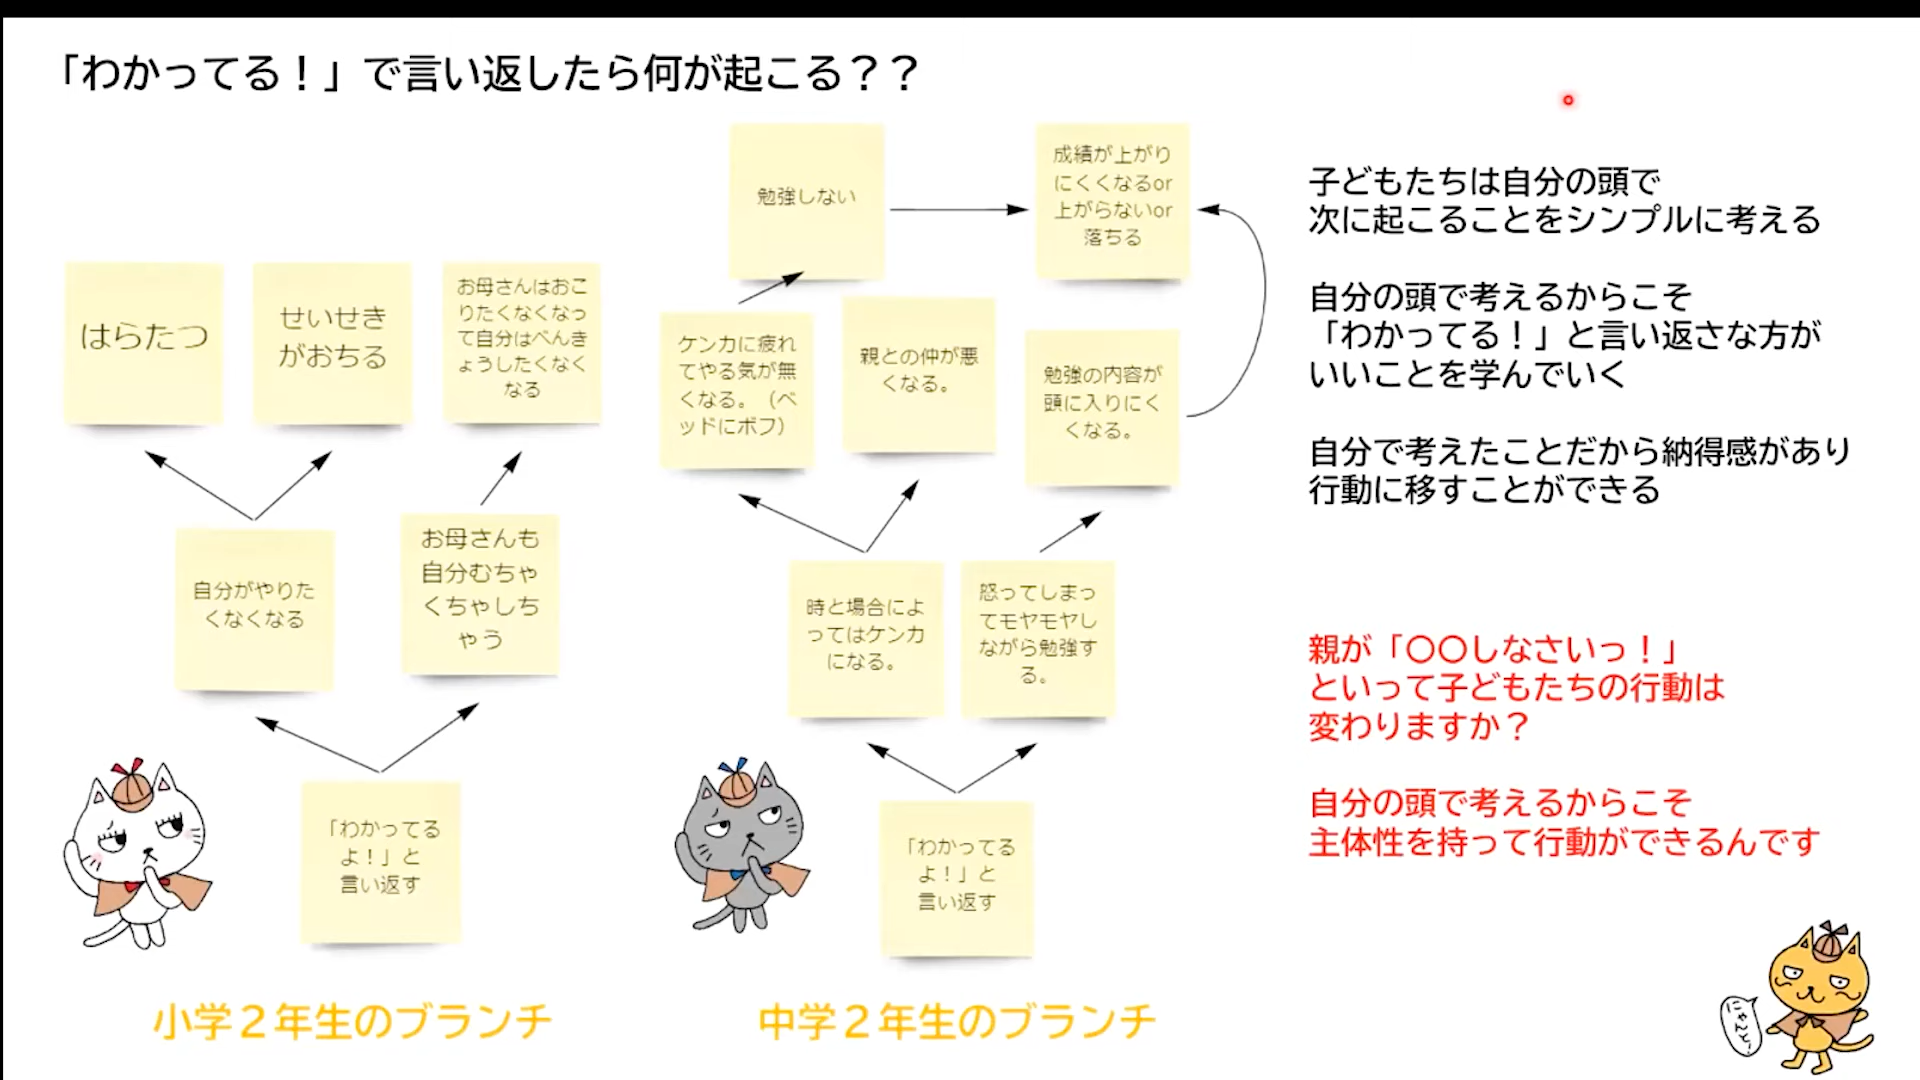 「わかってる！」で言い返したら何が起こる？？
はらたつ
せいせき
がおちる
お母さんはおこ
りたくなくなっ
て自分はべんき
ょうしたくなく
なる
自分がやりた
くなくなる
お母さんも
自分むちゃ
くちゃしち
ゃう
「わかってる
よ！」と
言い返す
小学２年生のブランチ
勉強しない
成績が上がり
にくくなるor
上がらないor
落ちる
ケンカに疲れ
てやる気が無
くなる。（ベ
ッドにボフ）
親との仲が悪
くなる。
勉強の内容が
頭に入りにく
くなる。
時と場合によ
ってはケンカ
になる。
怒ってしまっ
てモヤモヤし
ながら勉強す
る。
「わかってる
よ！」と
言い返す
中学２年生のブランチ
子どもたちは自分の頭で
次に起こることをシンプルに考える
自分の頭で考えるからこそ
「わかってる！」と言い返さな方が
いいことを学んでいく
自分で考えたことだから納得感があり
行動に移すことができる
親が「〇〇しなさいっ！」
といって子どもたちの行動は
変わりますか？
自分の頭で考えるからこそ
主体性を持って行動ができるんです
にゃんと！